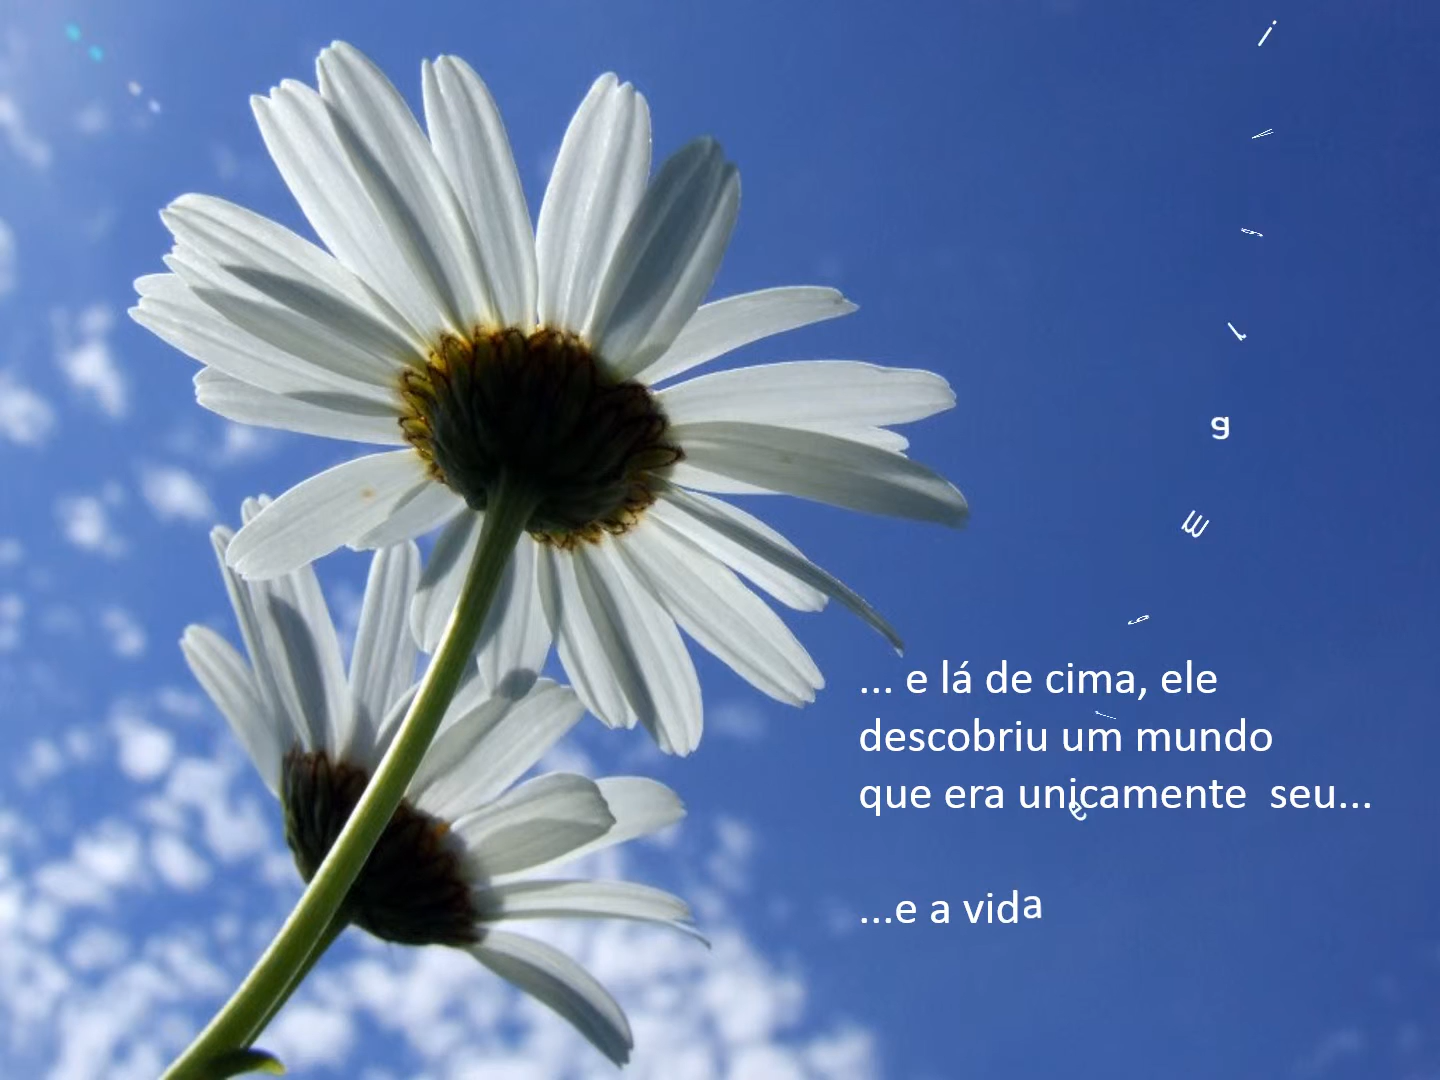 ... e lá de cima, ele
descobriu um mundo
que era unicamente  seu...
...e a vida